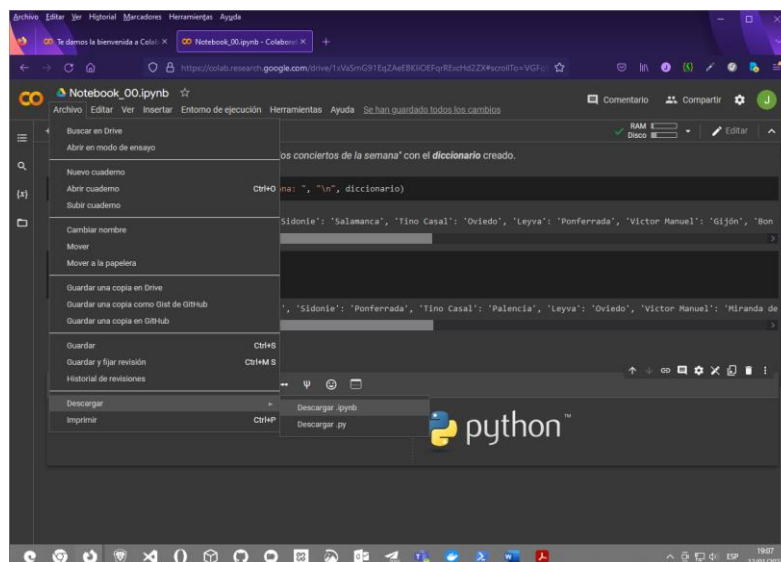 Archivo Editar Ver Historial Marcadores Herramientas Ayuda
Te damos la bienvenida a Colab
Notebook_00.ipynb - Colaborat
https://colab.research.google.com/drive/
Notebook_00.ipynb
Comentario Compartir J
Archivo Editar Ver Insertar Entorno de ejecución Herramientas Ayuda Se han guardado todos los cambios
RAM
Disco
Editar
Buscar en Drive
Abrir en modo de ensayo
os conciertos de la semana" con el diccionario creado.
Nuevo cuaderno
Abrir cuaderno Ctrl+O
na: ", "\n", diccionario)
Subir cuaderno
Sidonie': 'Salamanca', 'Tino Casal': 'Oviedo', 'Leyva': 'Ponferrada', 'Victor Manuel': 'Gijón', 'Bon
Cambiar nombre
Mover
Mover a la papelera
Guardar una copia en Drive
Guardar una copia como Gist de GitHub
', 'Sidonie': 'Ponferrada', 'Tino Casal': 'Palencia', 'Leyva': 'Oviedo', 'Victor Manuel': 'Miranda de
Guardar una copia en GitHub
Guardar Ctrl+S
Guardar y fijar revisión Ctrl+M S
Historial de revisiones
Descargar
Descargar .ipynb
Imprimir Ctrl+P
Descargar .py
python™
ESP
19:07